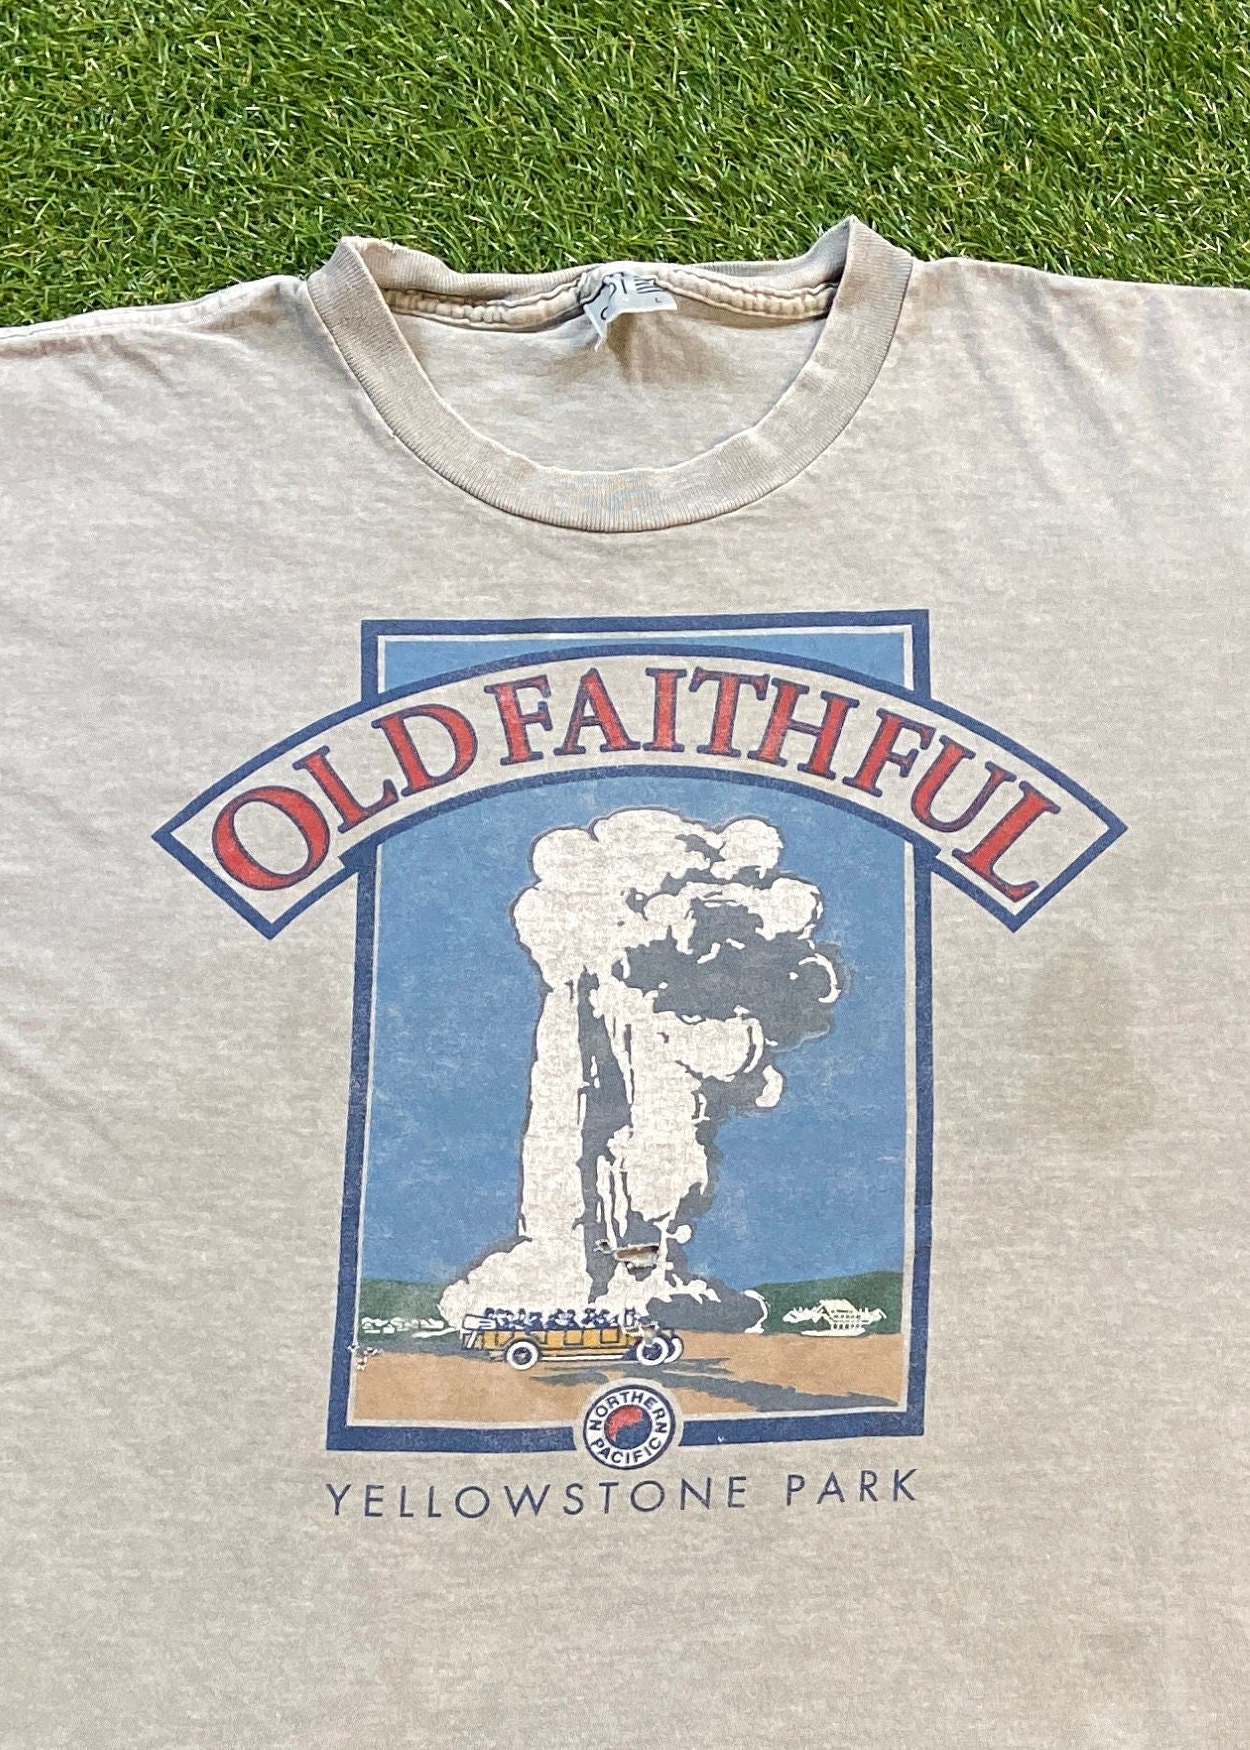 L
OLD FAITHFUL
NORTHERN
PACIFIC
YELLOWSTONE PARK